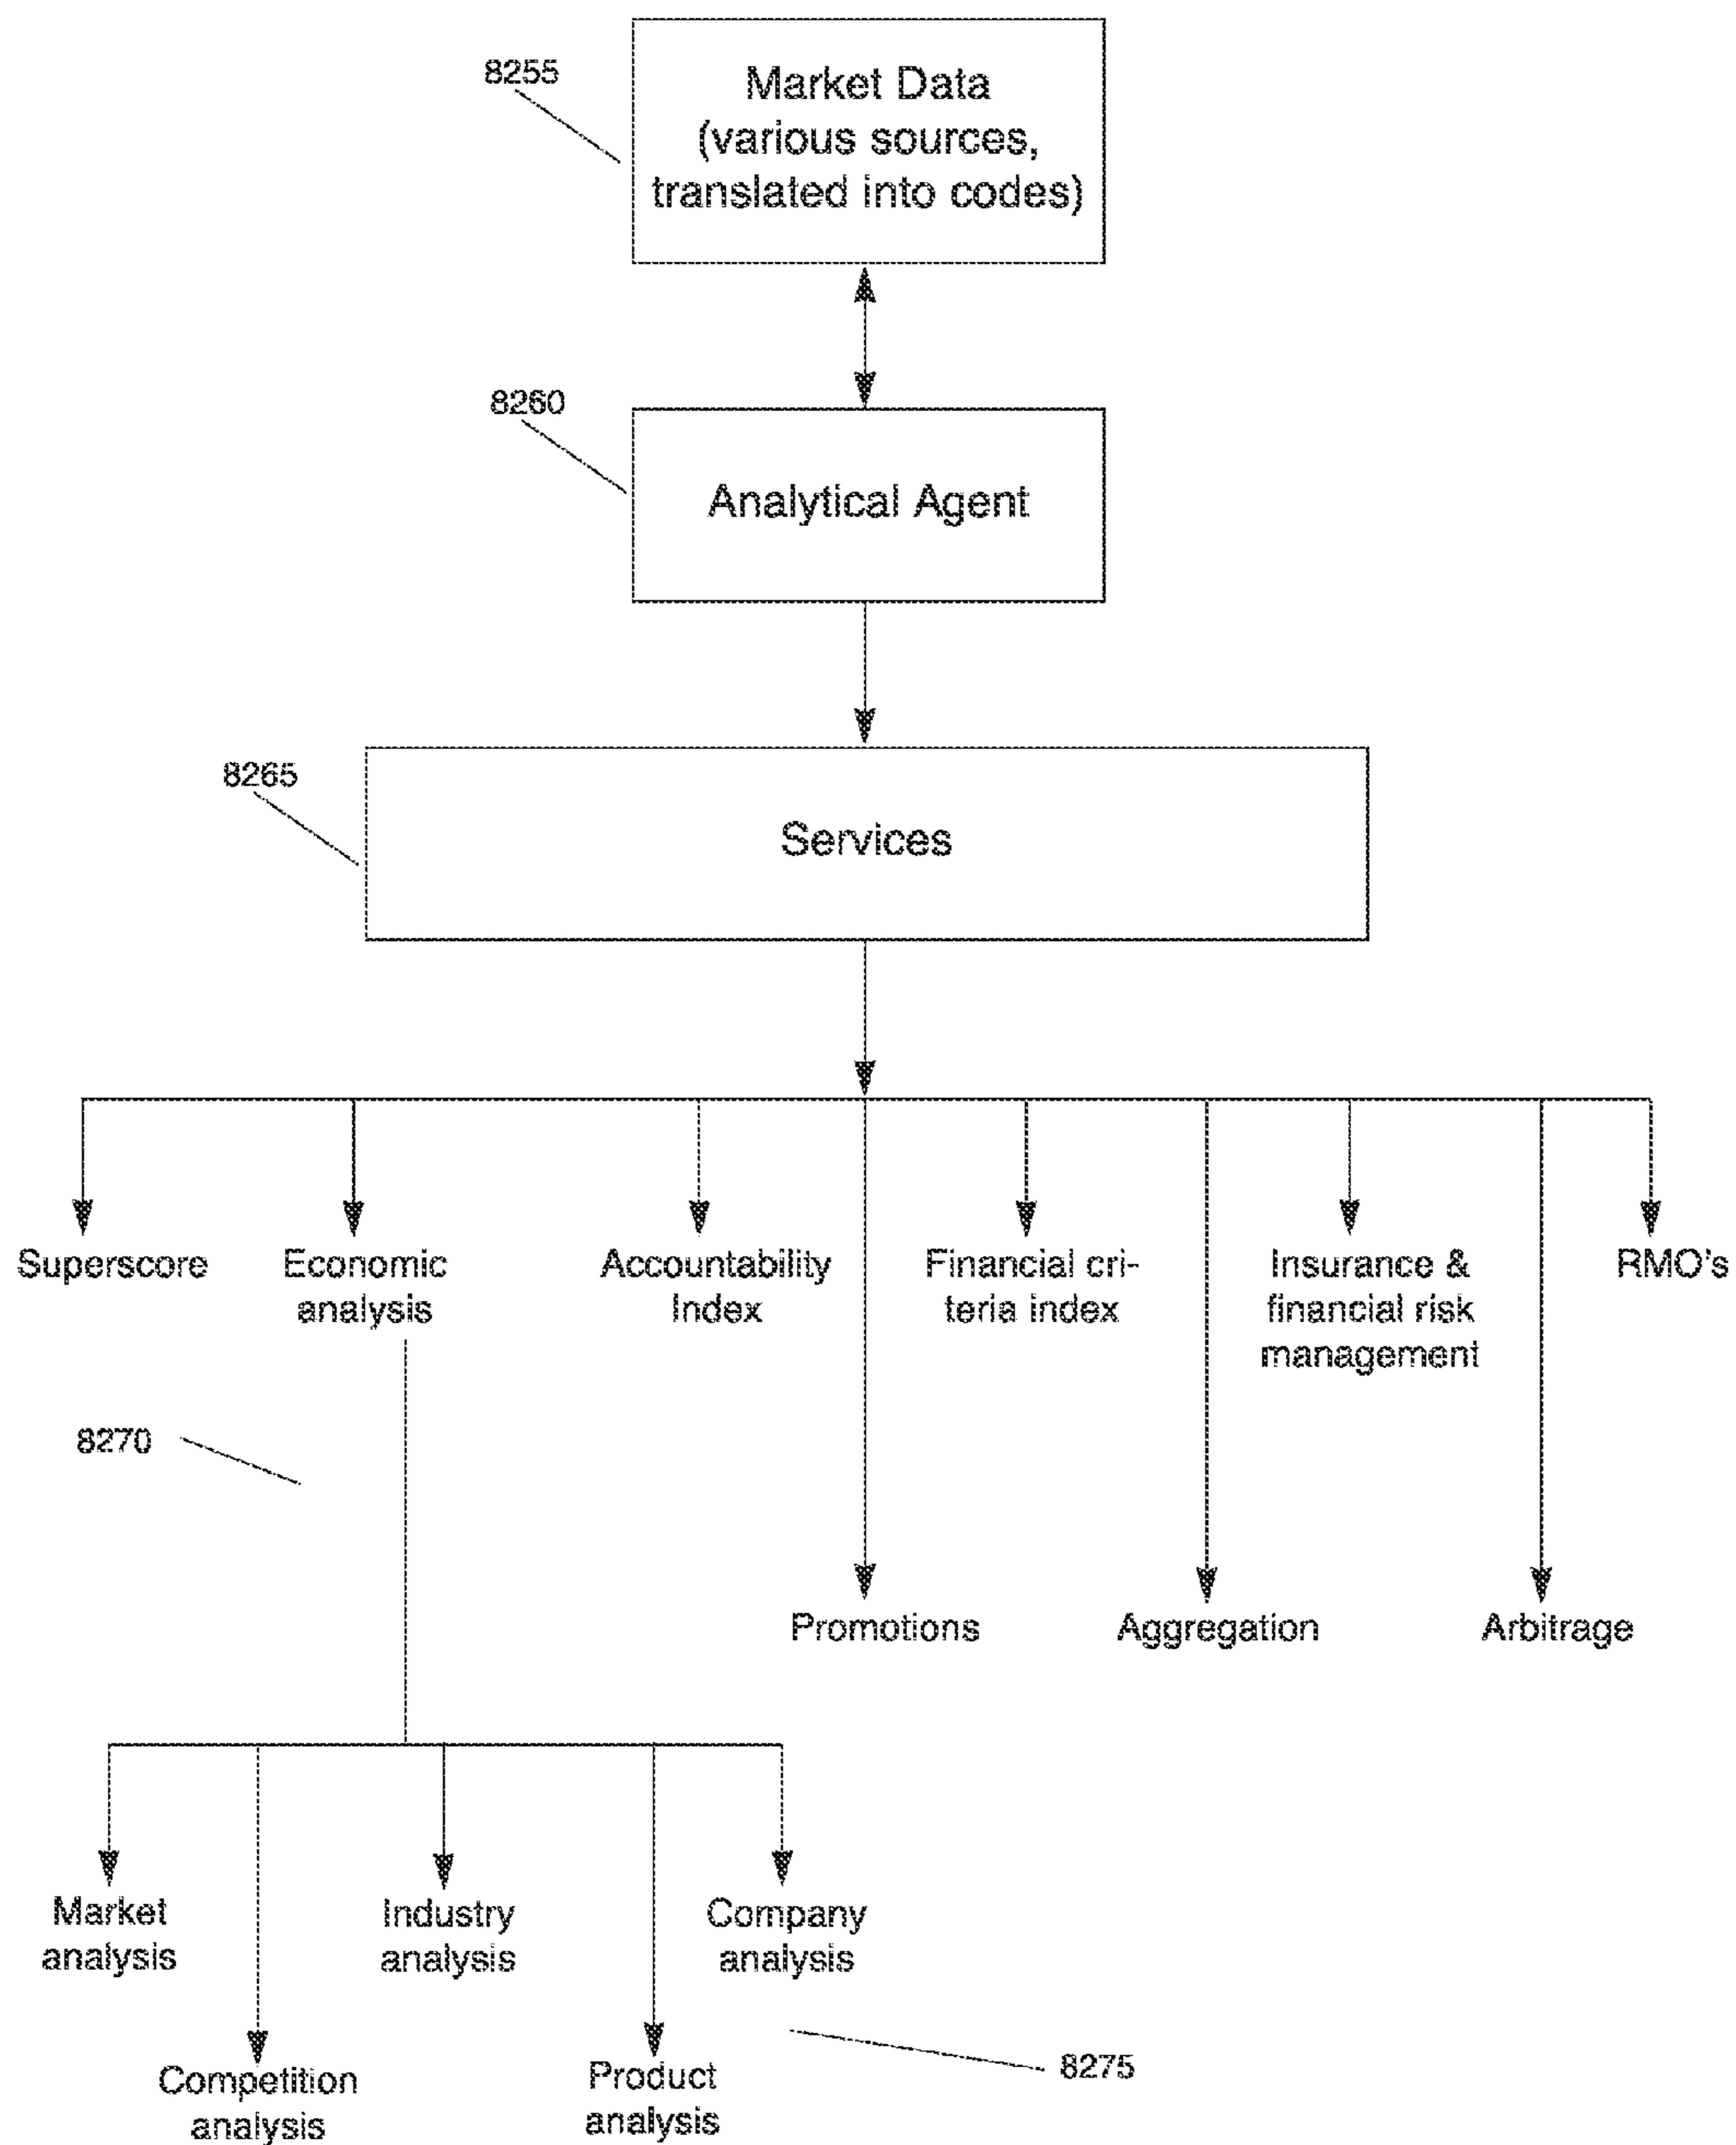 8255
Market Data
(various sources,
translated into codes)
8260
Analytical Agent
8265
Services
Superscore
Economic
analysis
Accountability
Index
Financial cri-
teria index
Insurance &
financial risk
management
RMO's
8270
Promotions
Aggregation
Arbitrage
Market
analysis
Industry
analysis
Company
analysis
Competition
analysis
Product
analysis
8275